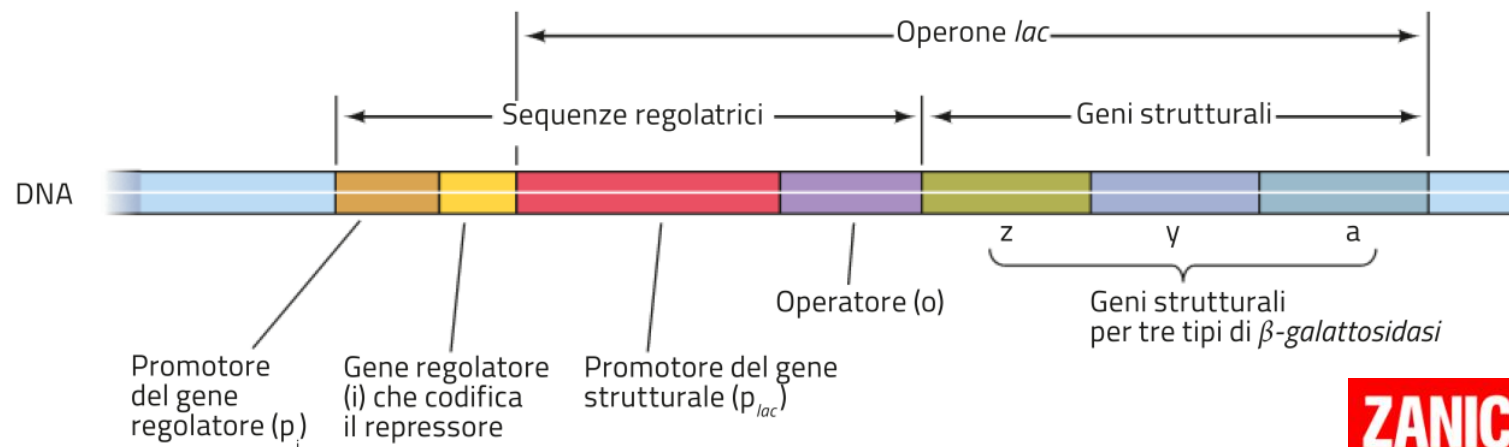 Operone lac
Sequenze regolatrici
Geni strutturali
DNA
z
y
a
Operatore (o)
Geni strutturali
per tre tipi di β-galattosidasi
Promotore
del gene
regolatore (pi)
Gene regolatore
(i) che codifica
il repressore
Promotore del gene
strutturale (plac)
ZANIC